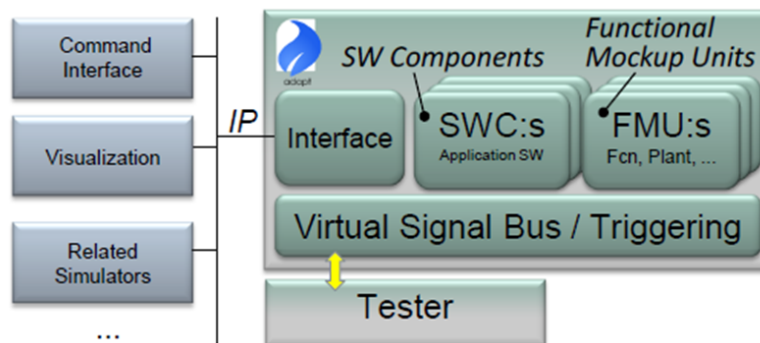 Command
Interface
Visualization
Related
Simulators
...
IP
adapt
SW Components
Functional
Mockup Units
Interface
SWC:s
Application SW
FMU:s
Fcn, Plant, ...
Virtual Signal Bus / Triggering
Tester